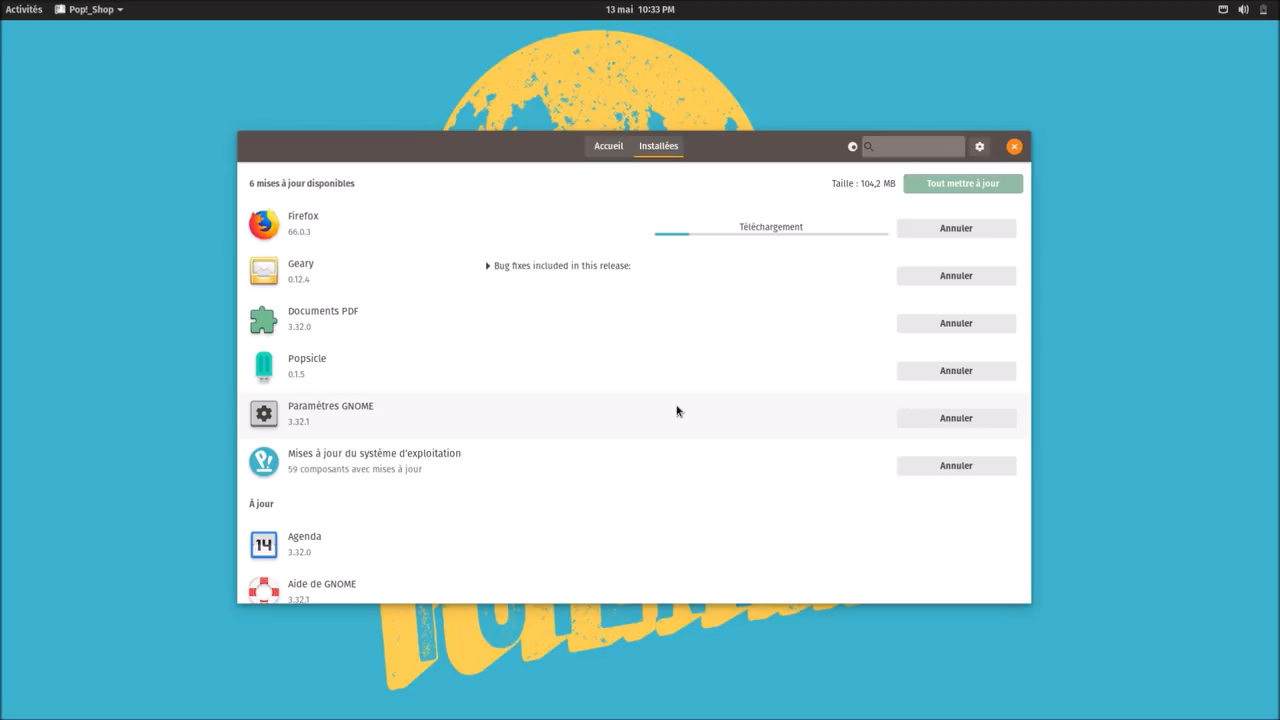 Activités Pop!_Shop 13 mai 10:33 PM
Accueil Installées
6 mises à jour disponibles Taille : 104,2 MB Tout mettre à jour
Firefox
66.0.3
Téléchargement
Annuler
Geary
0.12.4
Bug fixes included in this release:
Annuler
Documents PDF
3.32.0
Annuler
Popsicle
0.1.5
Annuler
Paramètres GNOME
3.32.1
Annuler
Mises à jour du système d'exploitation
59 composants avec mises à jour
Annuler
À jour
14
Agenda
3.32.0
Aide de GNOME
3.32.1